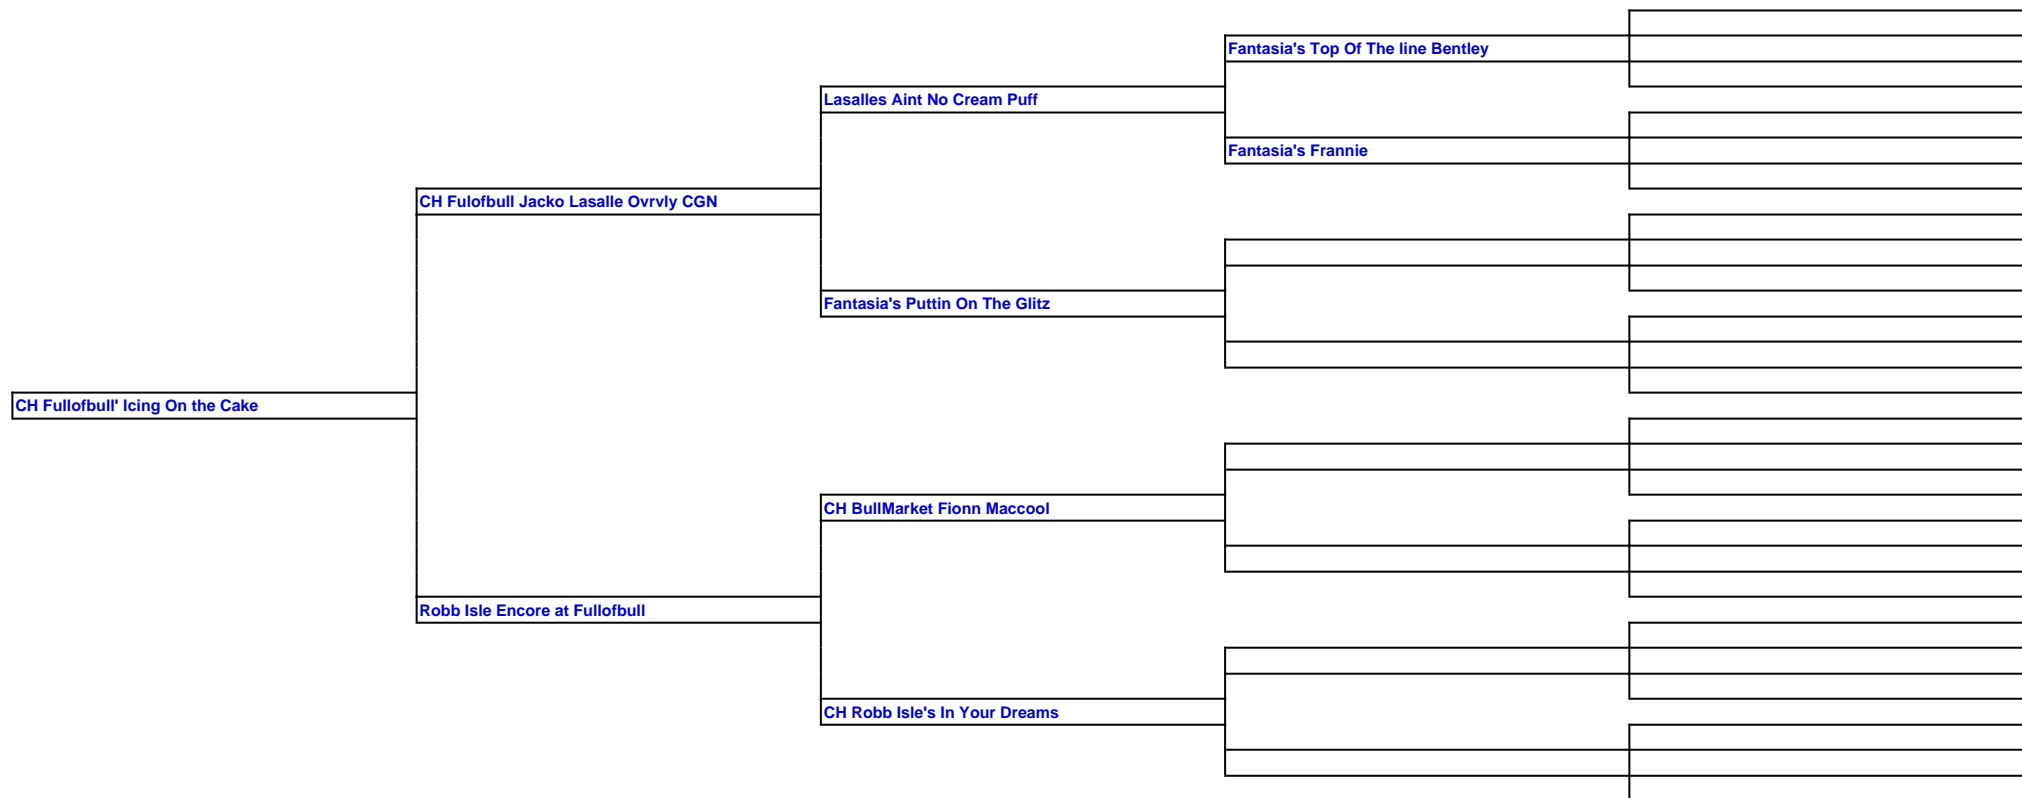 Fantasia's Top Of The line Bentley
Lasalles Aint No Cream Puff
Fantasia's Frannie
CH Fulofbull Jacko Lasalle Ovrvly CGN
Fantasia's Puttin On The Glitz
CH Fullofbull' Icing On the Cake
CH BullMarket Fionn Maccool
Robb Isle Encore at Fullofbull
CH Robb Isle's In Your Dreams